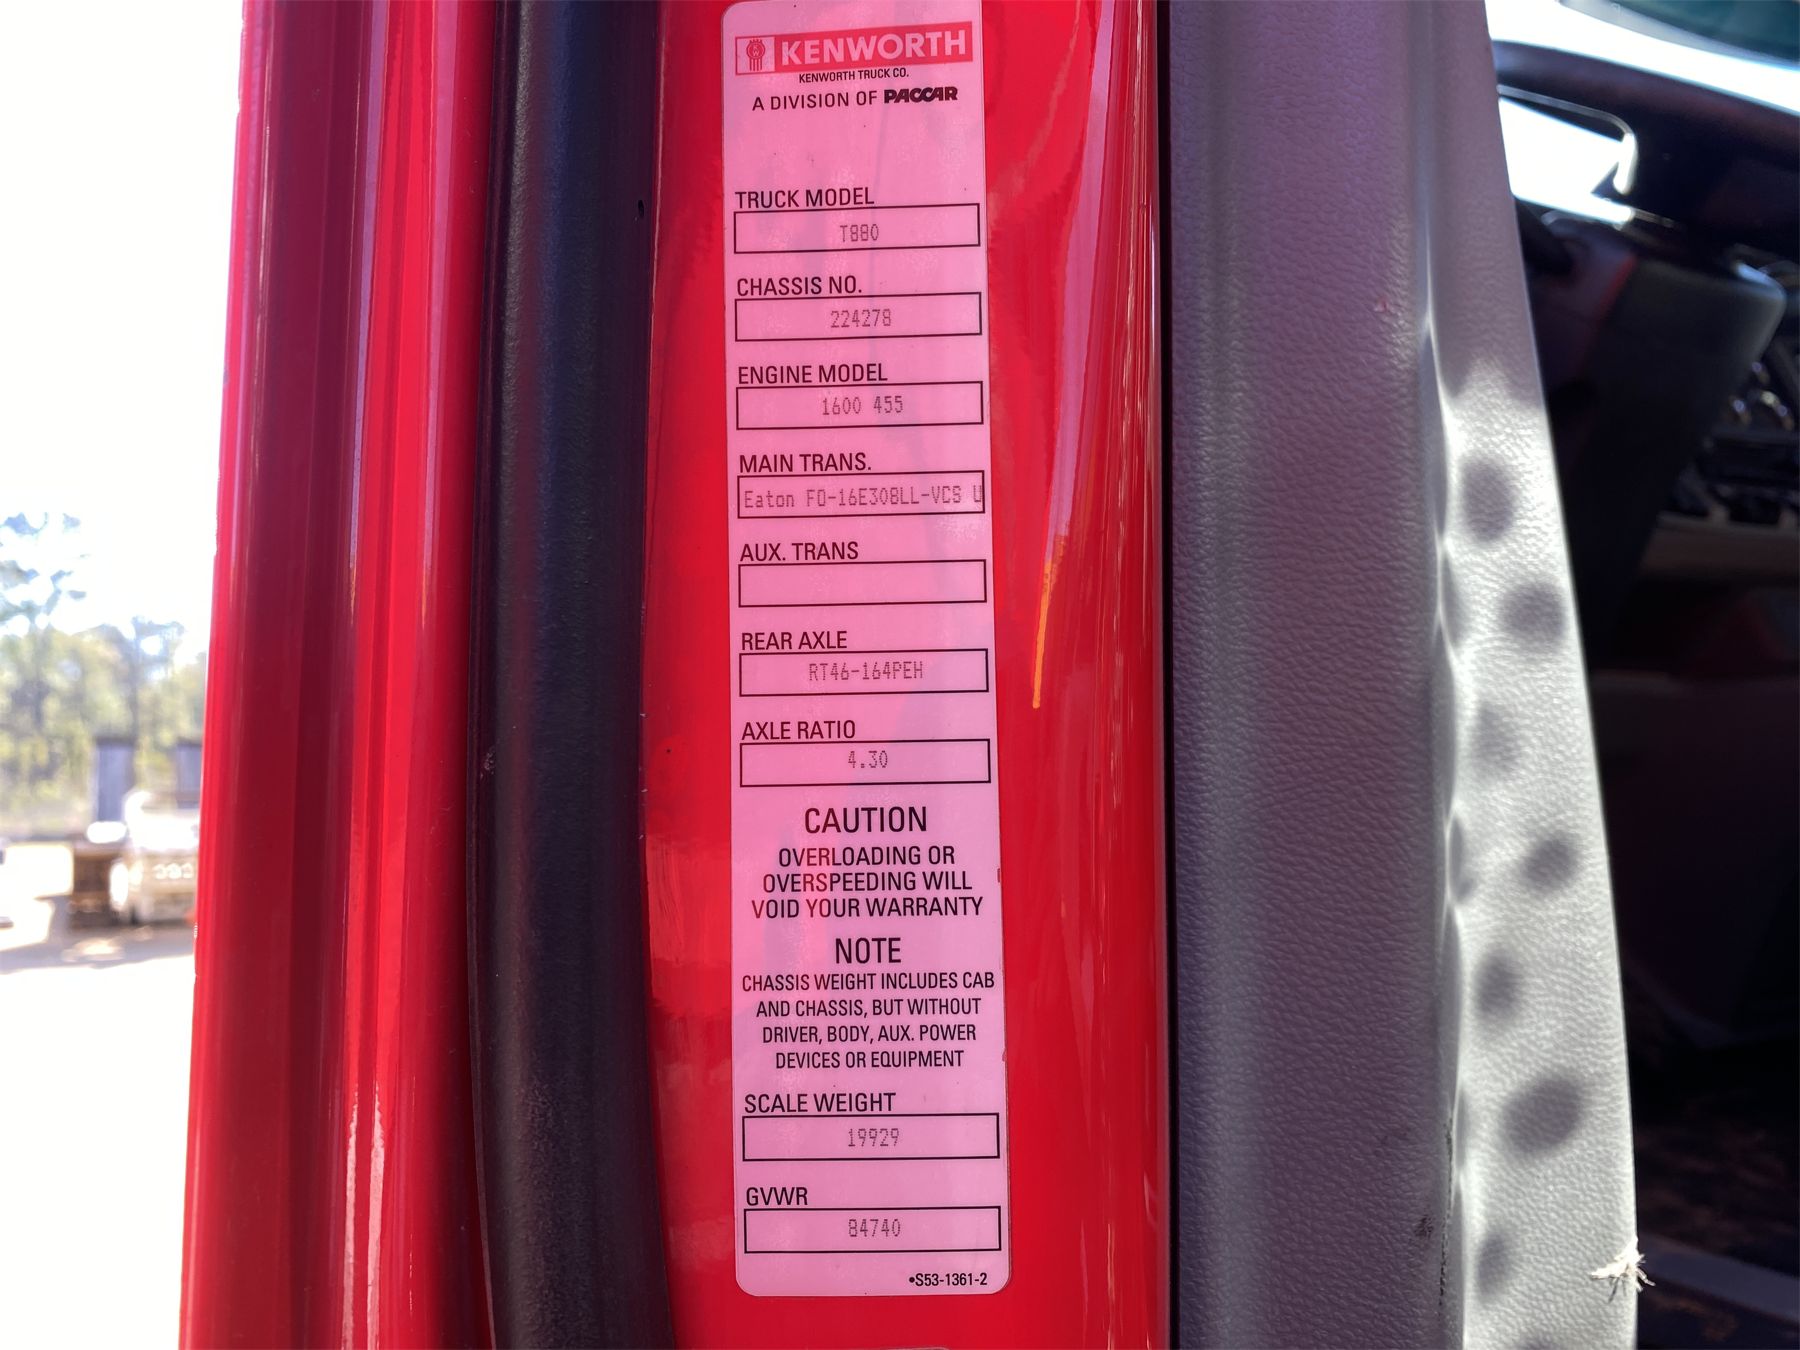 KENWORTH
KENWORTH TRUCK CO.
A DIVISION OF PACCAR
TRUCK MODEL
T880
CHASSIS NO.
224278
ENGINE MODEL
1600 455
MAIN TRANS.
Eaton FO-16E308LL-VCS U
AUX. TRANS
REAR AXLE
RT46-164PEH
AXLE RATIO
4.30
CAUTION
OVERLOADING OR
OVERSPEEDING WILL
VOID YOUR WARRANTY
NOTE
CHASSIS WEIGHT INCLUDES CAB
AND CHASSIS, BUT WITHOUT
DRIVER, BODY, AUX. POWER
DEVICES OR EQUIPMENT
SCALE WEIGHT
19929
GVWR
84740
•S53-1361-2